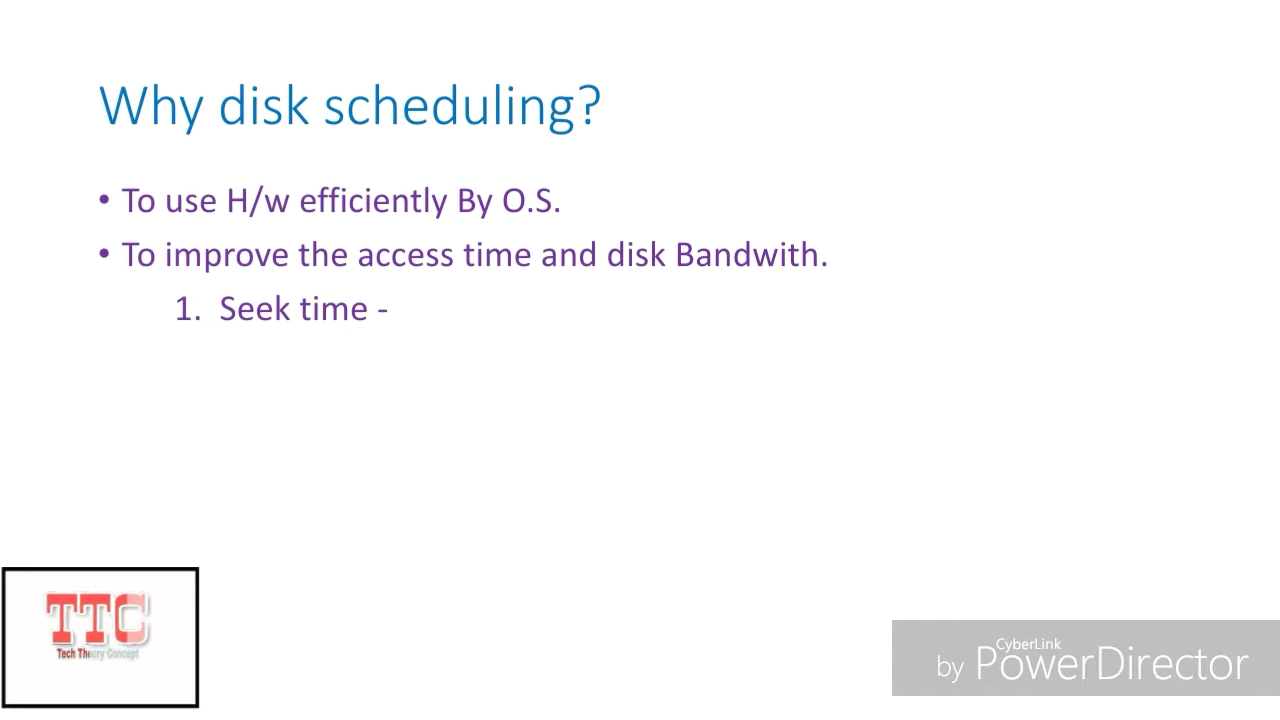 Why disk scheduling?
• To use H/w efficiently By O.S.
• To improve the access time and disk Bandwith.
1. Seek time -
TTC
Tech Theory Concept
CyberLink
by PowerDirector